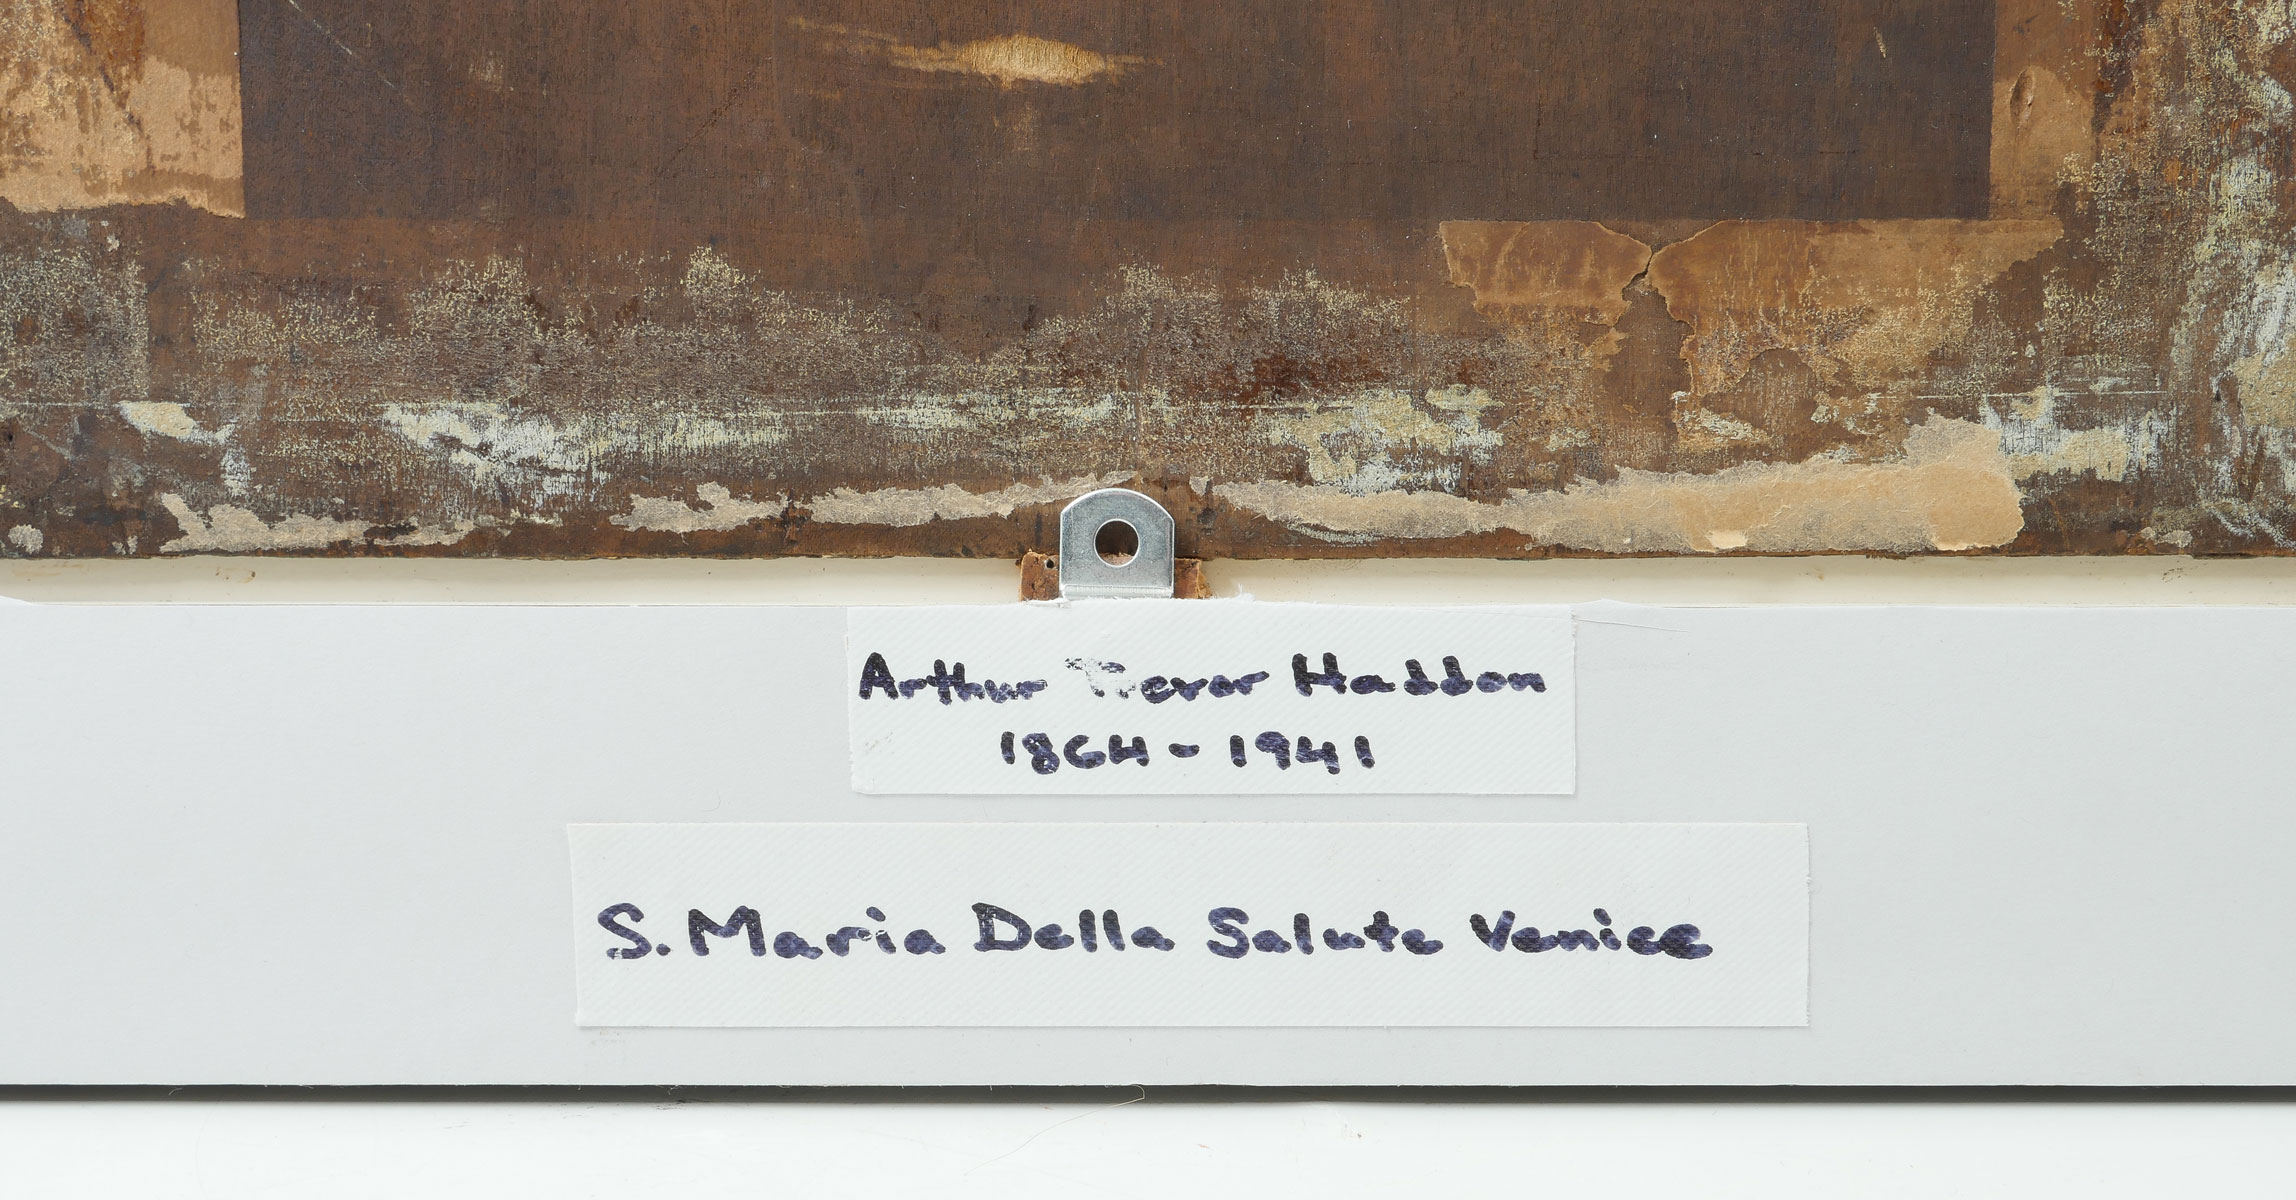 Arthur Trevor Haddon
1864 - 1941
S. Maria Della Salute Venice